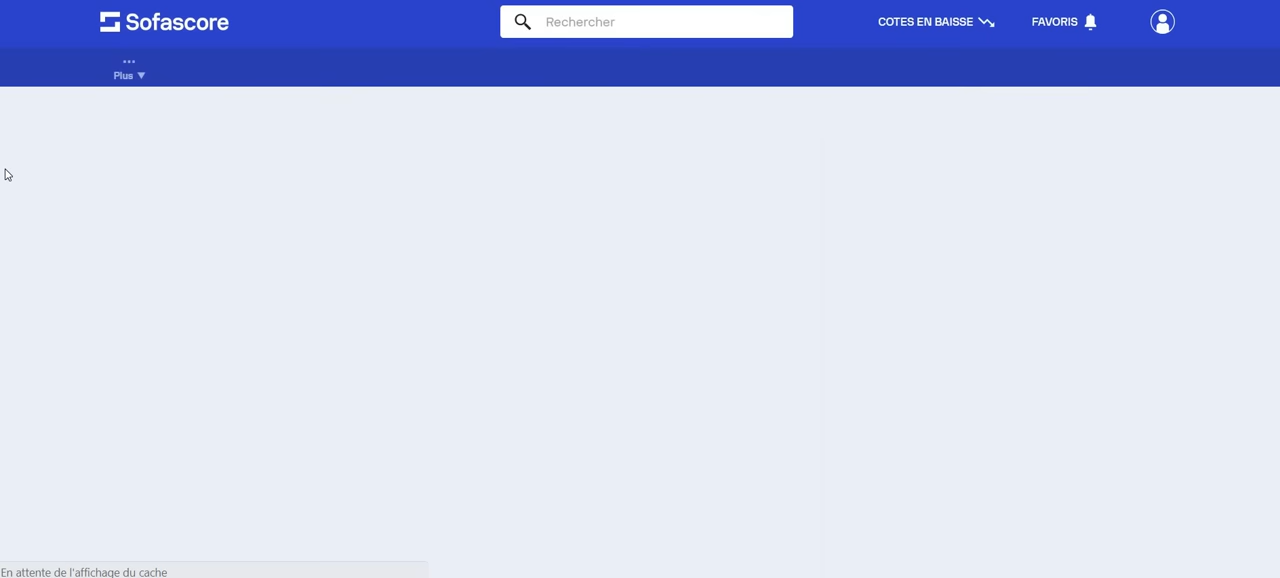 Sofascore
Rechercher
COTES EN BAISSE
FAVORIS
Plus ▼
En attente de l'affichage du cache